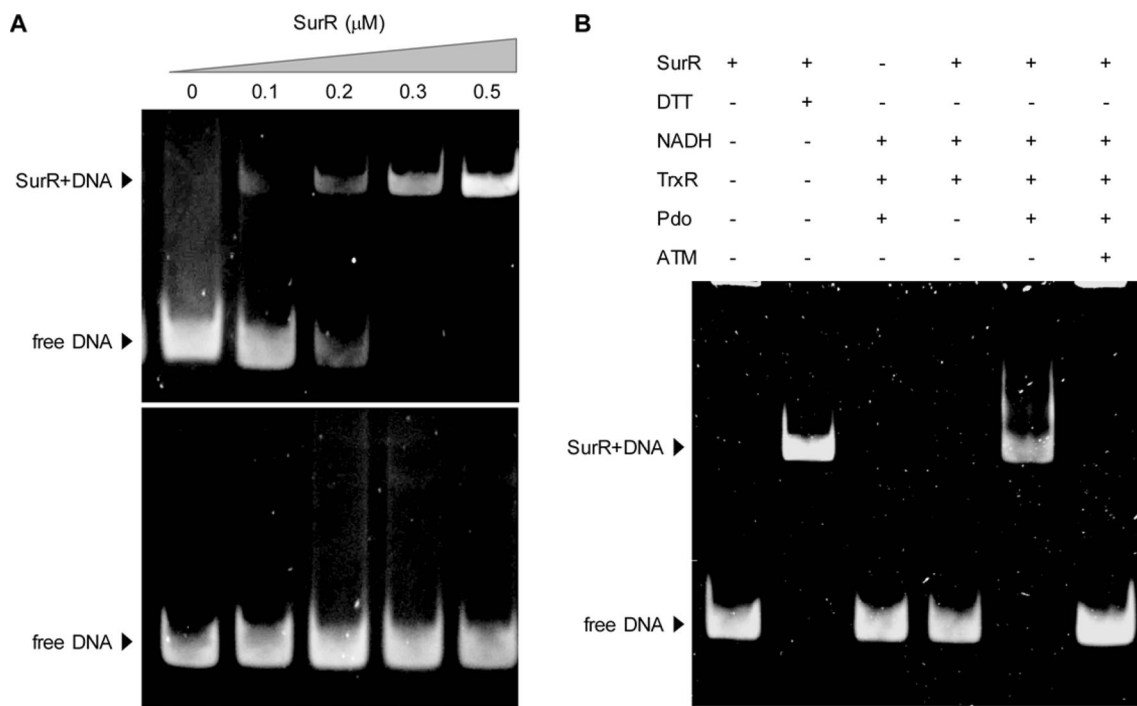 A
SurR (μM)
0 0.1 0.2 0.3 0.5
SurR+DNA
free DNA
free DNA
B
SurR + + - + + +
DTT - + - - - -
NADH - - + + + +
TrxR - - + + + +
Pdo - - + - + +
ATM - - - - - +
SurR+DNA
free DNA